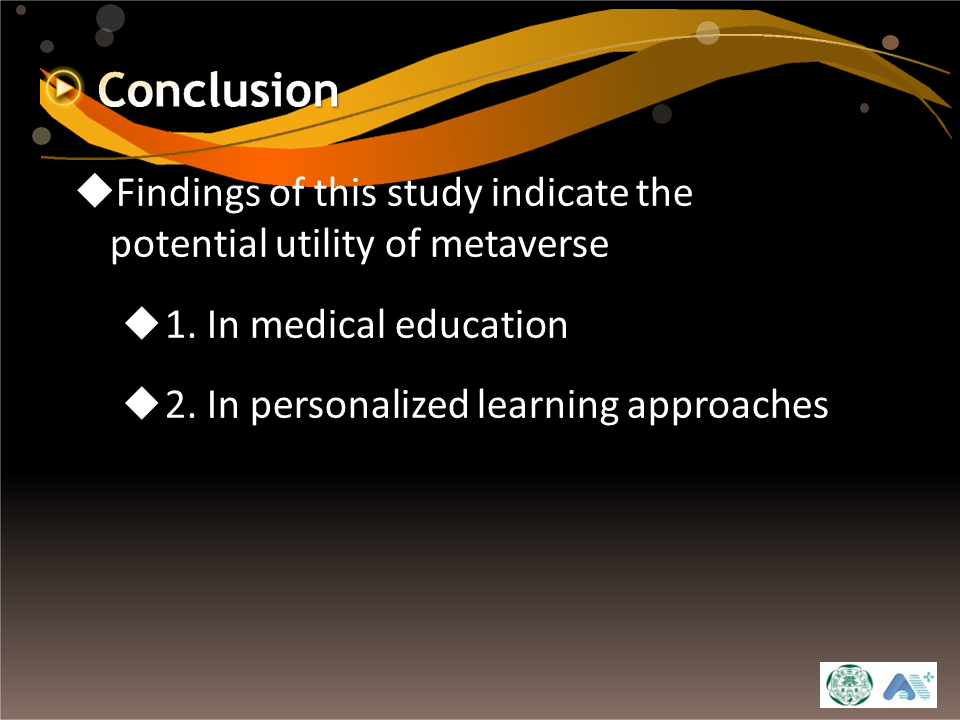 Conclusion
◆Findings of this study indicate the
potential utility of metaverse
◆1. In medical education
◆2. In personalized learning approaches